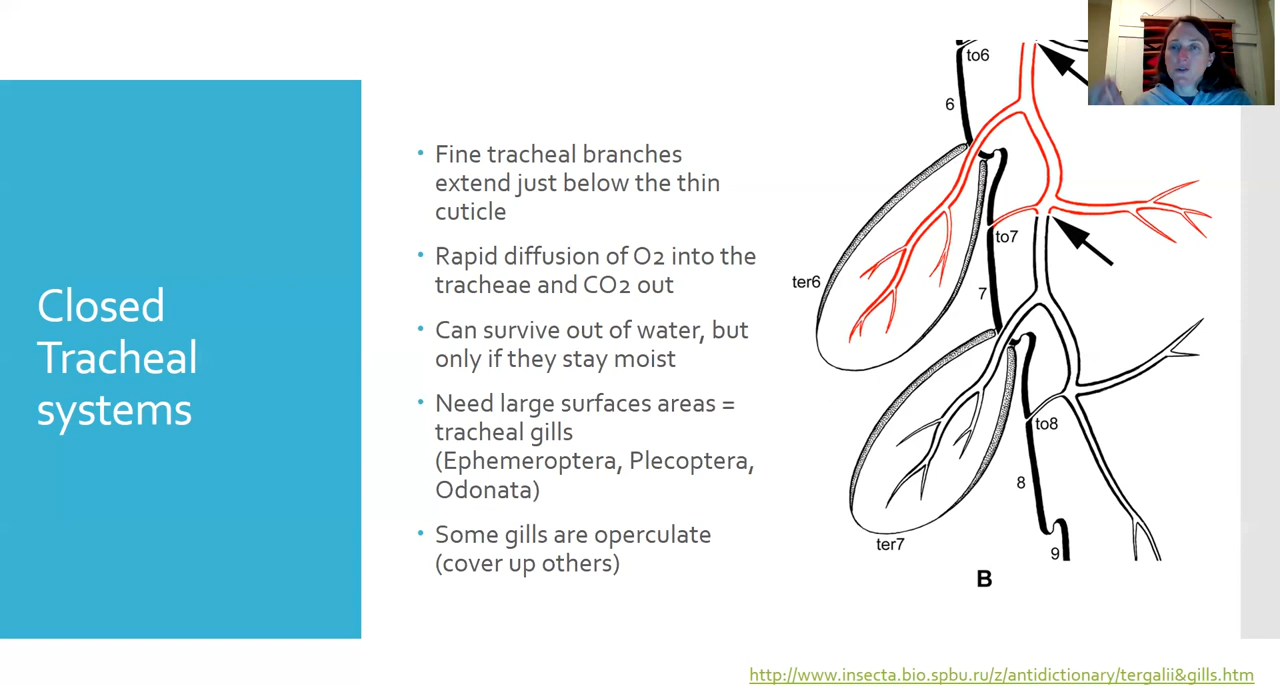 Closed
Tracheal
systems
• Fine tracheal branches
extend just below the thin
cuticle
• Rapid diffusion of O2 into the
tracheae and CO2 out
• Can survive out of water, but
only if they stay moist
• Need large surfaces areas =
tracheal gills
(Ephemeroptera, Plecoptera,
Odonata)
• Some gills are operculate
(cover up others)
to6
6
to7
ter6
7
to8
8
ter7
9
B
http://www.insecta.bio.spbu.ru/z/antidictionary/tergalii&gills.htm